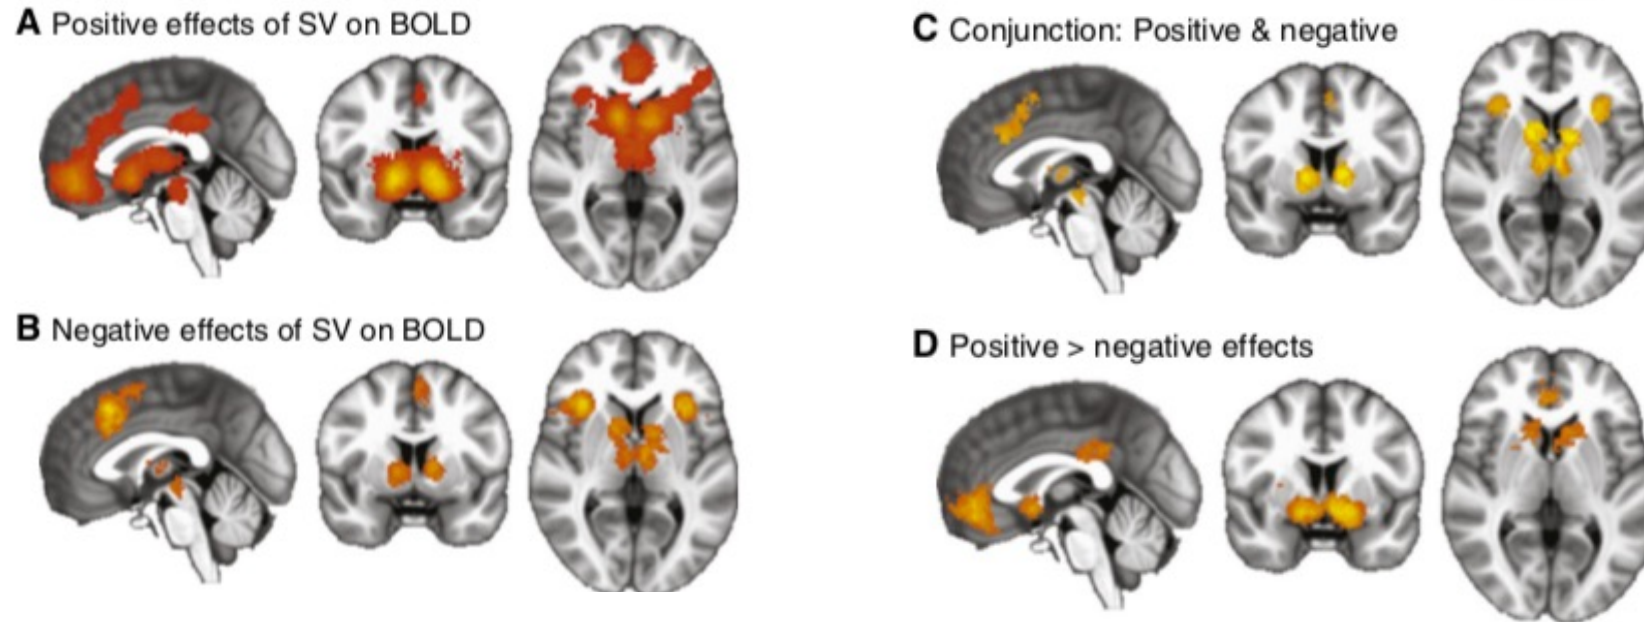 A Positive effects of SV on BOLD
B Negative effects of SV on BOLD
C Conjunction: Positive & negative
D Positive > negative effects